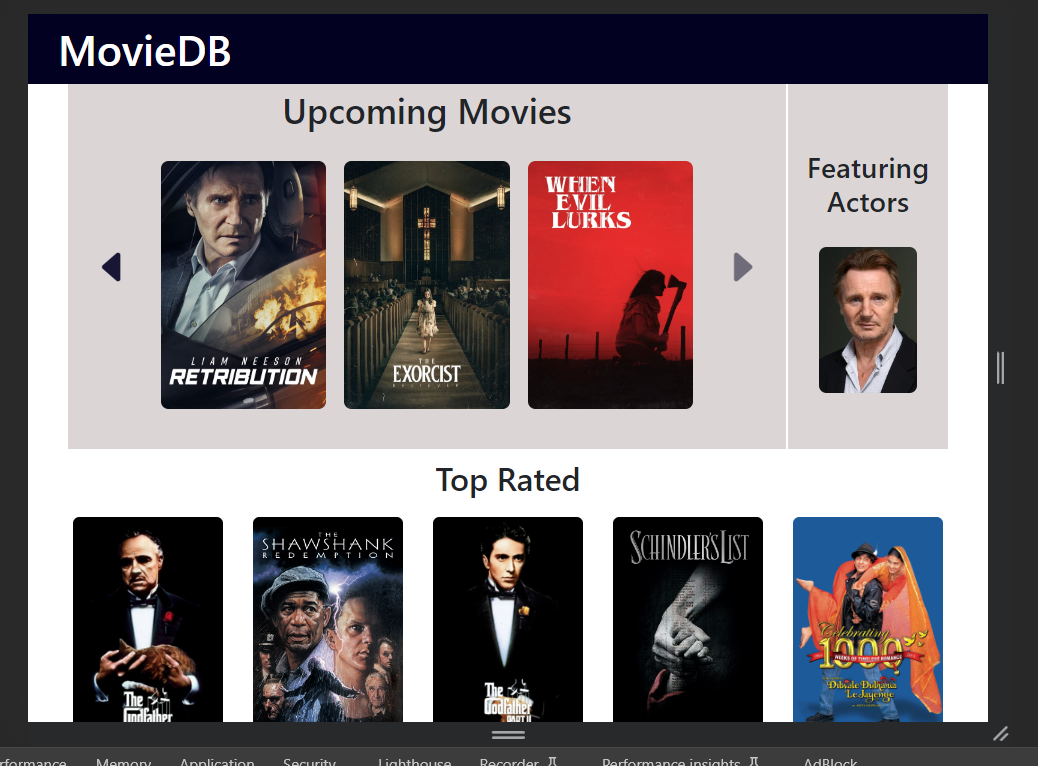 MovieDB
Upcoming Movies
LIAM NEESON
RETRIBUTION
THE
EXORCIST
BELIEVER
WHEN
EVIL
LURKS
Featuring
Actors
Top Rated
The
Godfather
THE
SHAWSHANK
REDEMPTION
The
Godfather
PART II
SCHINDLER'S LIST
Celebrating
1000
WEEKS OF TIMELESS ROMANCE
Dilwale Dulhania
Le Jayenge
rformance Memory Application Security Lighthouse Recorder Performance insights AdBlock